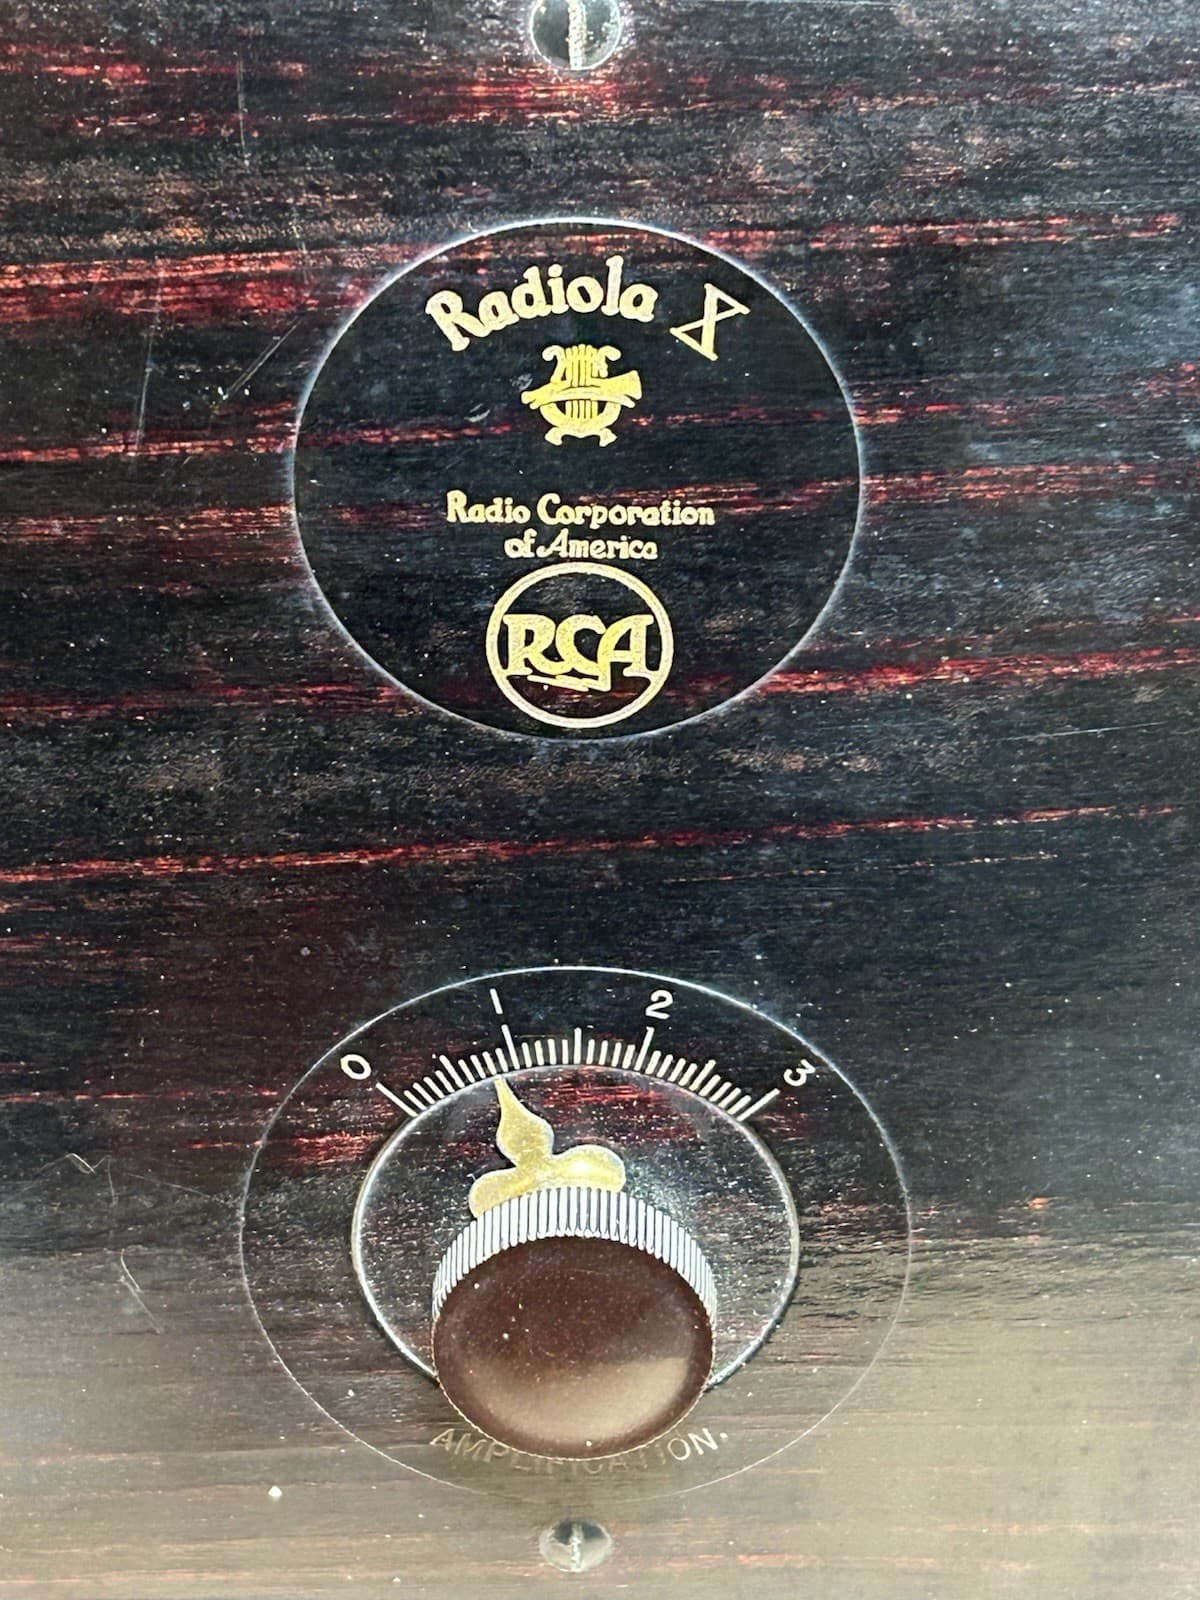 Radiola X
Radio Corporation
of America
RCA
0 1 2 3
AMPLIFICATION.